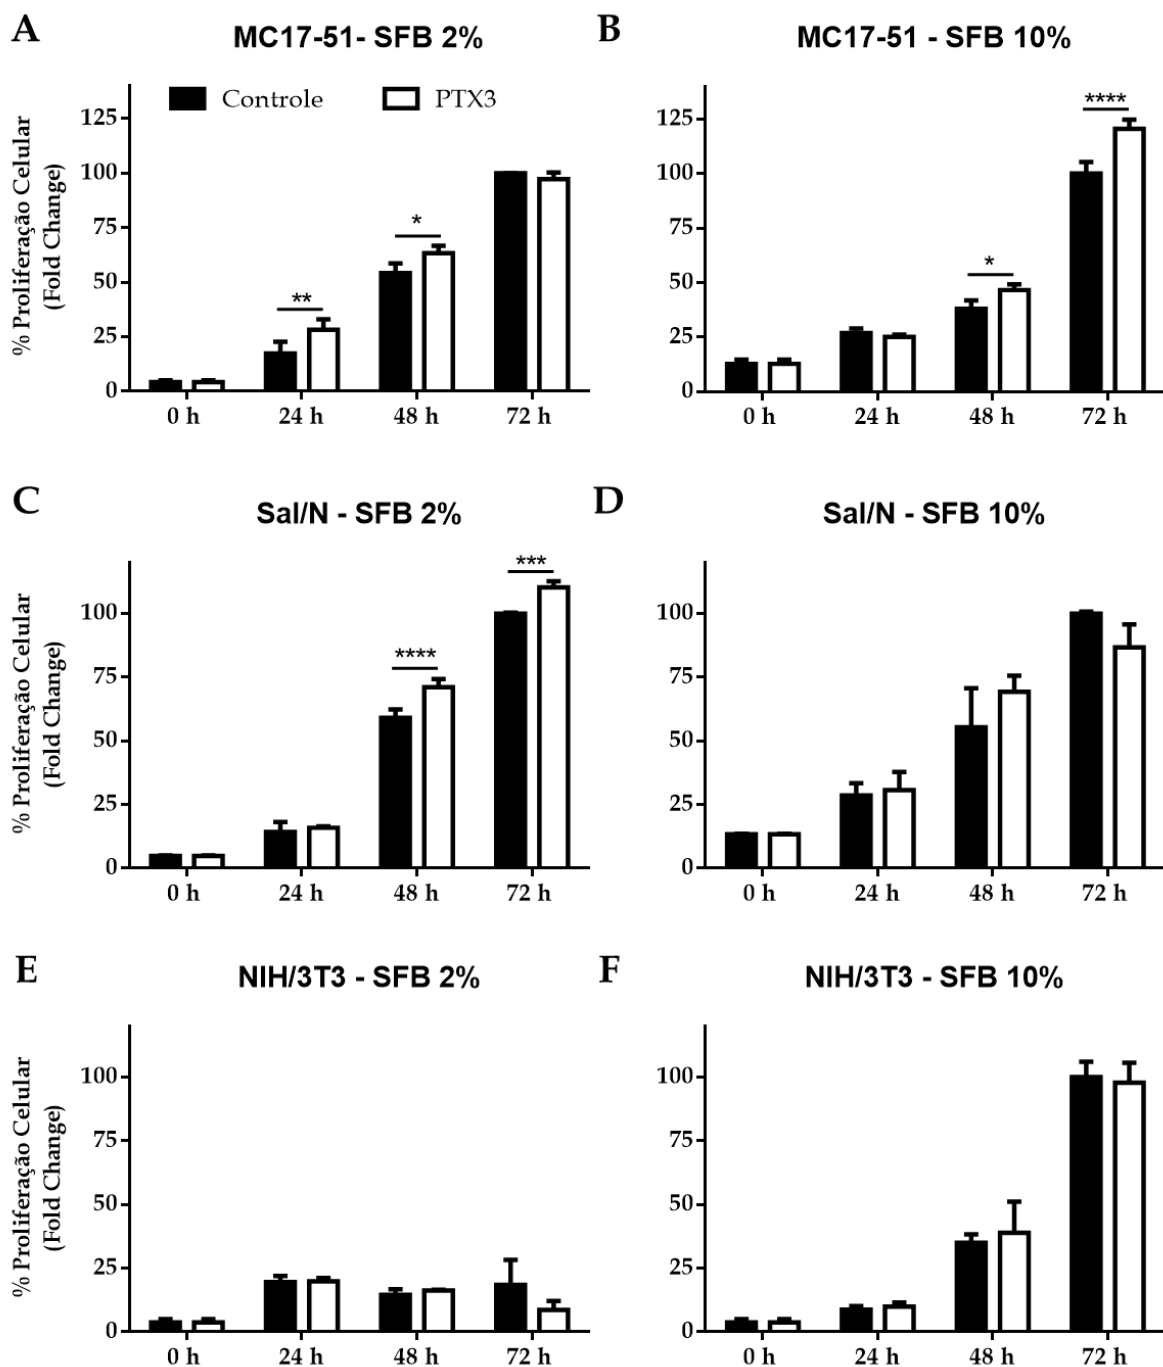 A
MC17-51- SFB 2%
Controle
PTX3
% Proliferação Celular
(Fold Change)
125
100
75
50
25
0
**
*
0 h 24 h 48 h 72 h
B
MC17-51 - SFB 10%
125
100
75
50
25
0
*
****
0 h 24 h 48 h 72 h
C
Sal/N - SFB 2%
% Proliferação Celular
(Fold Change)
100
75
50
25
0
****
***
0 h 24 h 48 h 72 h
D
Sal/N - SFB 10%
100
75
50
25
0
0 h 24 h 48 h 72 h
E
NIH/3T3 - SFB 2%
% Proliferação Celular
(Fold Change)
100
75
50
25
0
0 h 24 h 48 h 72 h
F
NIH/3T3 - SFB 10%
100
75
50
25
0
0 h 24 h 48 h 72 h